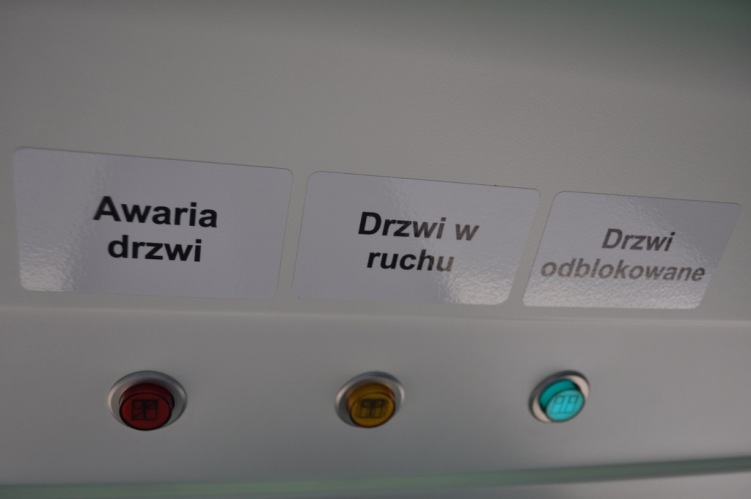 Awaria
drzwi
Drzwi w
ruchu
Drzwi
odblokowane